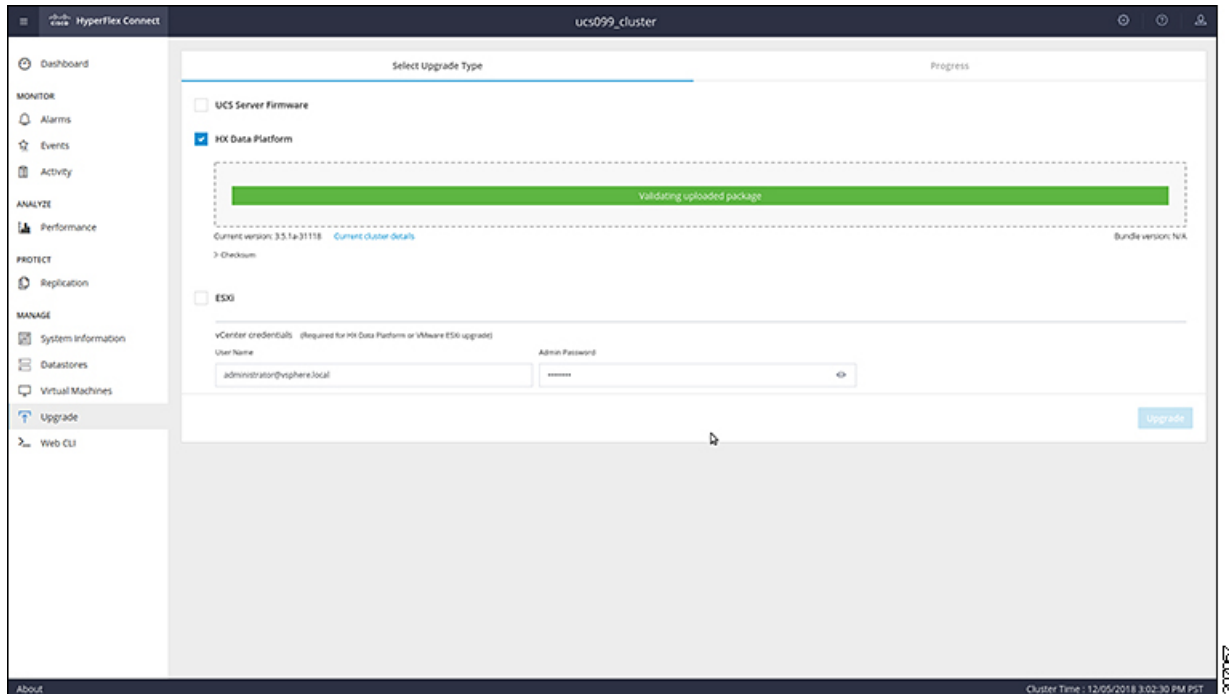 CISCO HyperFlex Connect
ucs099_cluster
Dashboard
MONITOR
Alarms
Events
Activity
ANALYZE
Performance
PROTECT
Replication
MANAGE
System Information
Datastores
Virtual Machines
Upgrade
Web CLI
Select Upgrade Type
Progress
UCS Server Firmware
HX Data Platform
Validating uploaded package
Current version: 3.5.1a-31118 Current cluster details
Bundle version: N/A
> Checksum
ESXi
vCenter credentials (Required for HX Data Platform or VMware ESXi upgrade)
User Name
Admin Password
administrator@vsphere.local
Upgrade
About
Cluster Time : 12/05/2018 3:02:30 PM PST